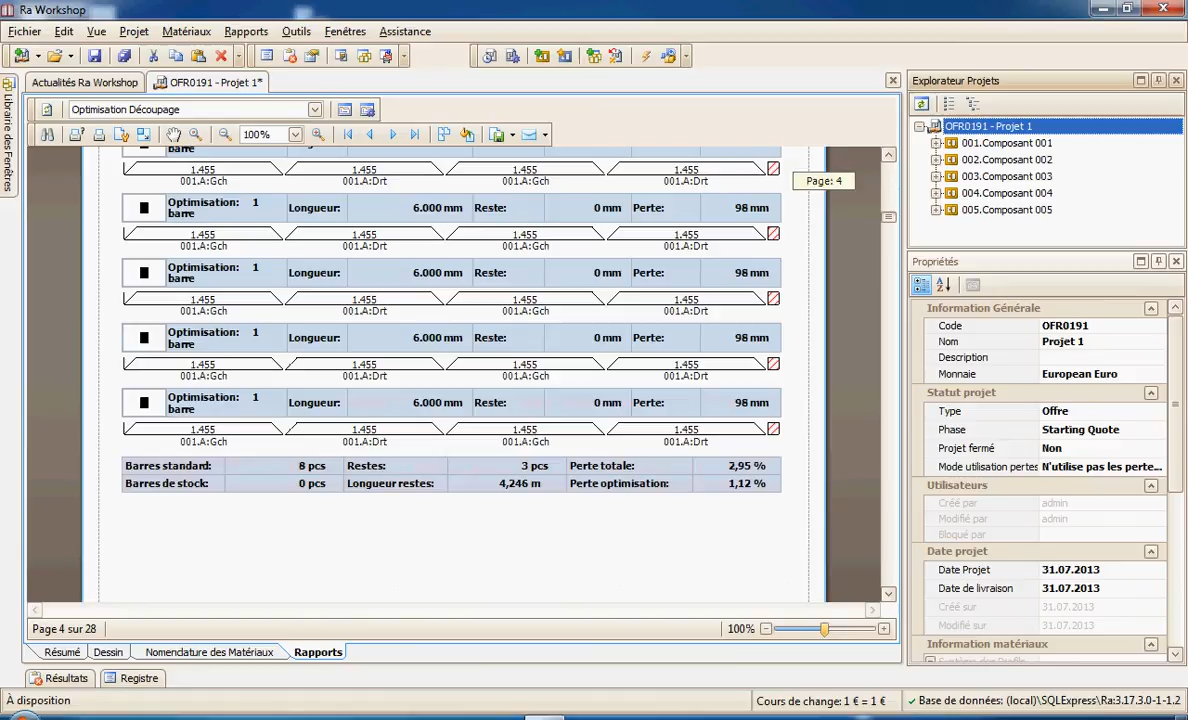 Ra Workshop
Fichier Edit Vue Projet Matériaux Rapports Outils Fenêtres Assistance
Actualités Ra Workshop OFR0191 - Projet 1*
Librairie des Fenêtres
Optimisation Découpage
100%
barre
1.455 1.455 1.455 1.455
001.A:Gch 001.A:Drt 001.A:Gch 001.A:Drt
Page: 4
Optimisation: 1 barre Longueur: 6.000 mm Reste: 0 mm Perte: 98 mm
1.455 1.455 1.455 1.455
001.A:Gch 001.A:Drt 001.A:Gch 001.A:Drt
Optimisation: 1 barre Longueur: 6.000 mm Reste: 0 mm Perte: 98 mm
1.455 1.455 1.455 1.455
001.A:Gch 001.A:Drt 001.A:Gch 001.A:Drt
Optimisation: 1 barre Longueur: 6.000 mm Reste: 0 mm Perte: 98 mm
1.455 1.455 1.455 1.455
001.A:Gch 001.A:Drt 001.A:Gch 001.A:Drt
Optimisation: 1 barre Longueur: 6.000 mm Reste: 0 mm Perte: 98 mm
1.455 1.455 1.455 1.455
001.A:Gch 001.A:Drt 001.A:Gch 001.A:Drt
Barres standard: 8 pcs Restes: 3 pcs Perte totale: 2,95 %
Barres de stock: 0 pcs Longueur restes: 4,246 m Perte optimisation: 1,12 %
Page 4 sur 28 100%
Résumé Dessin Nomenclature des Matériaux Rapports
Résultats Registre
Explorateur Projets
OFR0191 - Projet 1
001.Composant 001
002.Composant 002
003.Composant 003
004.Composant 004
005.Composant 005
Propriétés
Information Générale
Code OFR0191
Nom Projet 1
Description
Monnaie European Euro
Statut projet
Type Offre
Phase Starting Quote
Projet fermé Non
Mode utilisation pertes N'utilise pas les perte...
Utilisateurs
Créé par admin
Modifié par admin
Bloqué par
Date projet
Date Projet 31.07.2013
Date de livraison 31.07.2013
Créé sur 31.07.2013
Modifié sur 31.07.2013
Information matériaux
Système des Profils
À disposition Cours de change: 1 € = 1 € Base de données: (local)\SQLExpress\Ra:3.17.3.0-1-1.2